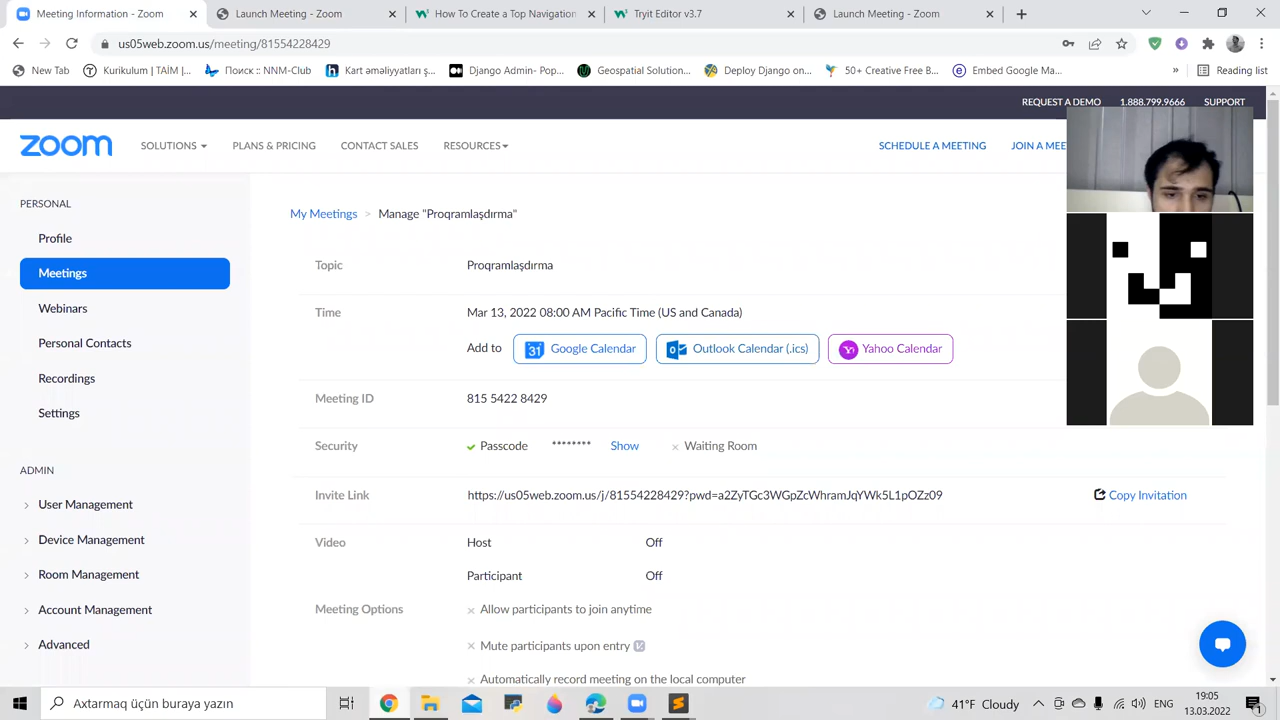 Meeting Information - Zoom
Launch Meeting - Zoom
How To Create a Top Navigation
Tryit Editor v3.7
Launch Meeting - Zoom
us05web.zoom.us/meeting/81554228429
New Tab
Kurikulum | TAİM |...
Поиск :: NNM-Club
Kart əməliyyatları ş...
Django Admin- Pop...
Geospatial Solution...
Deploy Django on...
50+ Creative Free B...
Embed Google Ma...
»
Reading list
REQUEST A DEMO
1.888.799.9666
SUPPORT
zoom
SOLUTIONS
PLANS & PRICING
CONTACT SALES
RESOURCES
SCHEDULE A MEETING
JOIN A MEE
PERSONAL
Profile
Meetings
Webinars
Personal Contacts
Recordings
Settings
ADMIN
User Management
Device Management
Room Management
Account Management
Advanced
My Meetings > Manage "Proqramlaşdırma"
Topic
Proqramlaşdırma
Time
Mar 13, 2022 08:00 AM Pacific Time (US and Canada)
Add to
31 Google Calendar
Outlook Calendar (.ics)
Yahoo Calendar
Meeting ID
815 5422 8429
Security
Passcode ******** Show
Waiting Room
Invite Link
https://us05web.zoom.us/j/81554228429?pwd=a2ZyTGc3WGpZcWhramJqYWk5L1pOZz09
Copy Invitation
Video
Host Off
Participant Off
Meeting Options
Allow participants to join anytime
Mute participants upon entry
Automatically record meeting on the local computer
Axtarmaq üçün buraya yazın
41°F Cloudy
ENG
19:05
13.03.2022
1